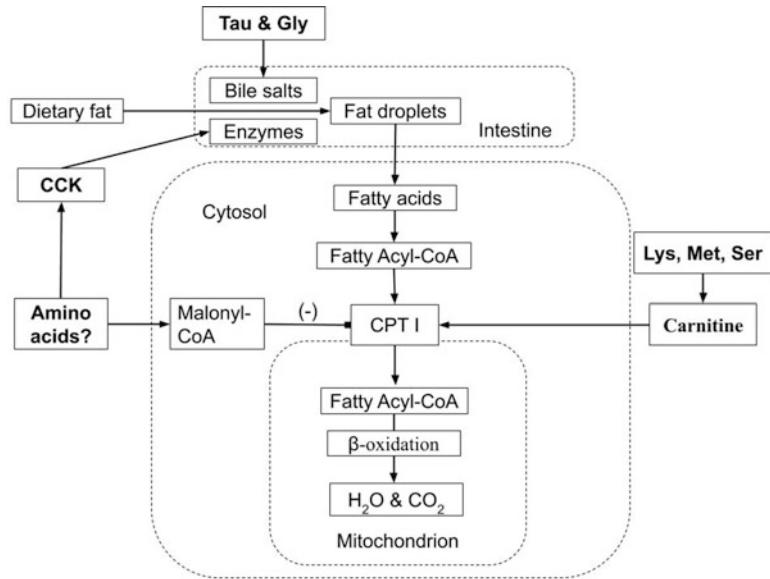 Tau & Gly
Bile salts
Dietary fat
Fat droplets
Enzymes
Intestine
CCK
Fatty acids
Cytosol
Fatty Acyl-CoA
Lys, Met, Ser
Amino
acids?
Malonyl-
CoA
(-)
CPT I
Carnitine
Fatty Acyl-CoA
β-oxidation
H₂O & CO₂
Mitochondrion